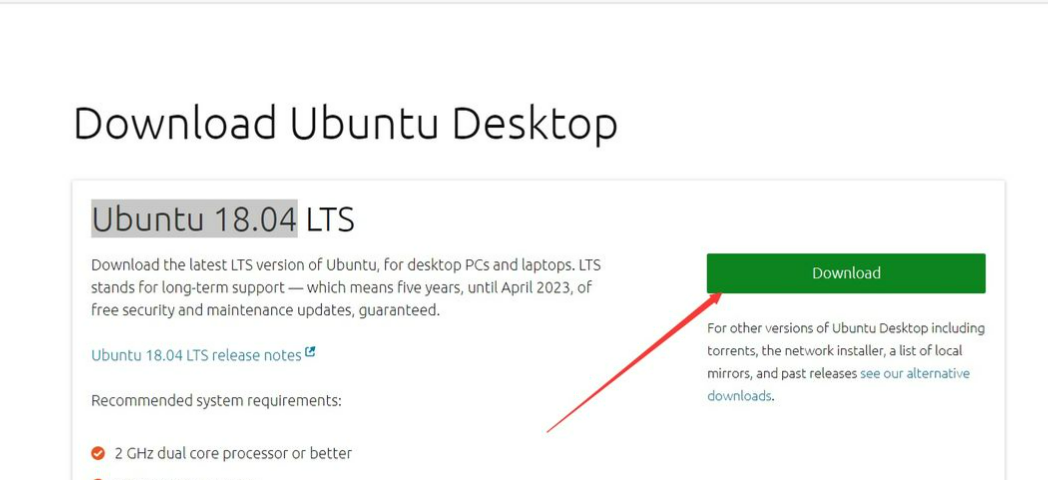 Download Ubuntu Desktop
Ubuntu 18.04 LTS
Download the latest LTS version of Ubuntu, for desktop PCs and laptops. LTS
stands for long-term support — which means five years, until April 2023, of
free security and maintenance updates, guaranteed.
Ubuntu 18.04 LTS release notes
Recommended system requirements:
2 GHz dual core processor or better
Download
For other versions of Ubuntu Desktop including
torrents, the network installer, a list of local
mirrors, and past releases see our alternative
downloads.